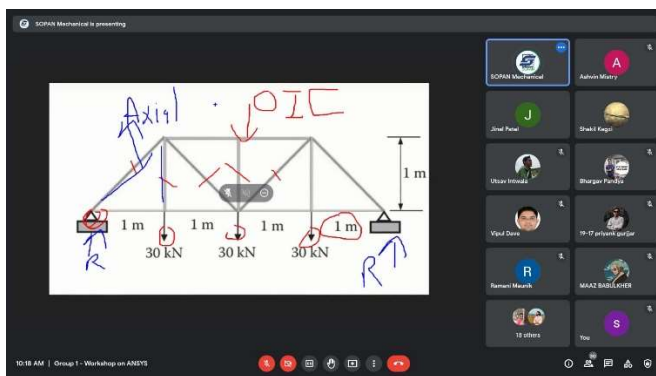 SOPAN Mechanical is presenting
Axial
OIC
1 m
1 m
1 m
1 m
1 m
30 kN
30 kN
30 kN
R
R
SOPAN Mechanical
A
Ashvin Mistry
J
Jinel Patel
Shakil Kagzi
Utsav Intwala
Bhargav Pandya
Vipul Dave
19-17 priyank gurjar
R
Ramani Maunik
MAAZ BABULKHER
18 others
S
You
10:18 AM | Group 1 - Workshop on ANSYS